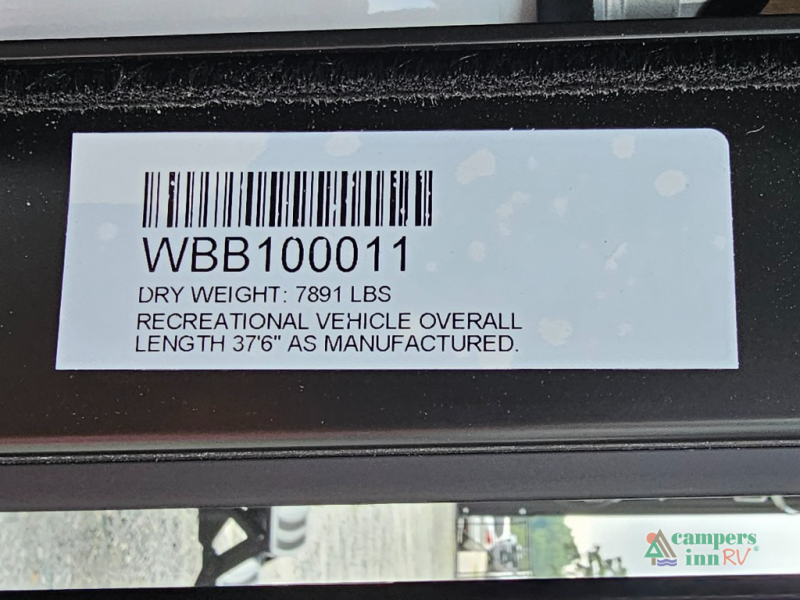 WBB100011
DRY WEIGHT: 7891 LBS
RECREATIONAL VEHICLE OVERALL
LENGTH 37'6" AS MANUFACTURED.
campers
inn RV®